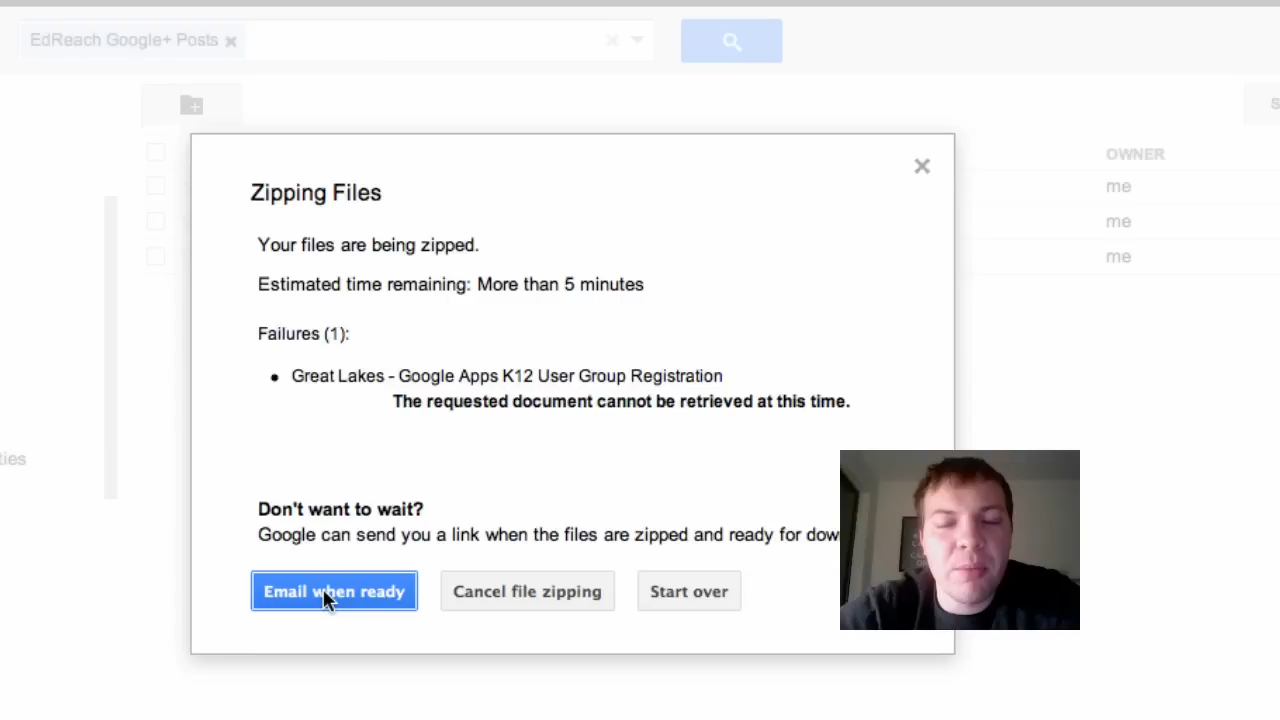 EdReach Google+ Posts
OWNER
me
me
me
Zipping Files
Your files are being zipped.
Estimated time remaining: More than 5 minutes
Failures (1):
Great Lakes - Google Apps K12 User Group Registration
The requested document cannot be retrieved at this time.
ties
Don't want to wait?
Google can send you a link when the files are zipped and ready for dow
Email when ready
Cancel file zipping
Start over